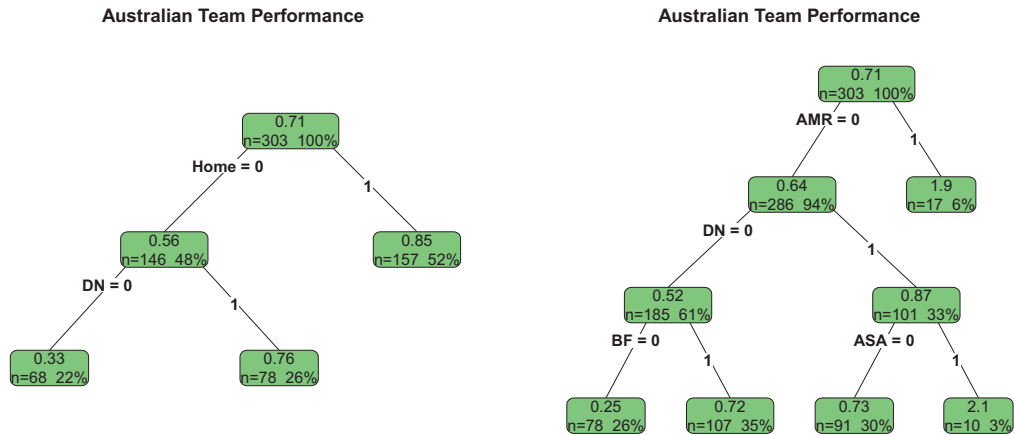 Australian Team Performance
0.71
n=303 100%
Home = 0
1
0.56
n=146 48%
0.85
n=157 52%
DN = 0
1
0.33
n=68 22%
0.76
n=78 26%
Australian Team Performance
0.71
n=303 100%
AMR = 0
1
0.64
n=286 94%
1.9
n=17 6%
DN = 0
1
0.52
n=185 61%
0.87
n=101 33%
BF = 0
1
ASA = 0
1
0.25
n=78 26%
0.72
n=107 35%
0.73
n=91 30%
2.1
n=10 3%